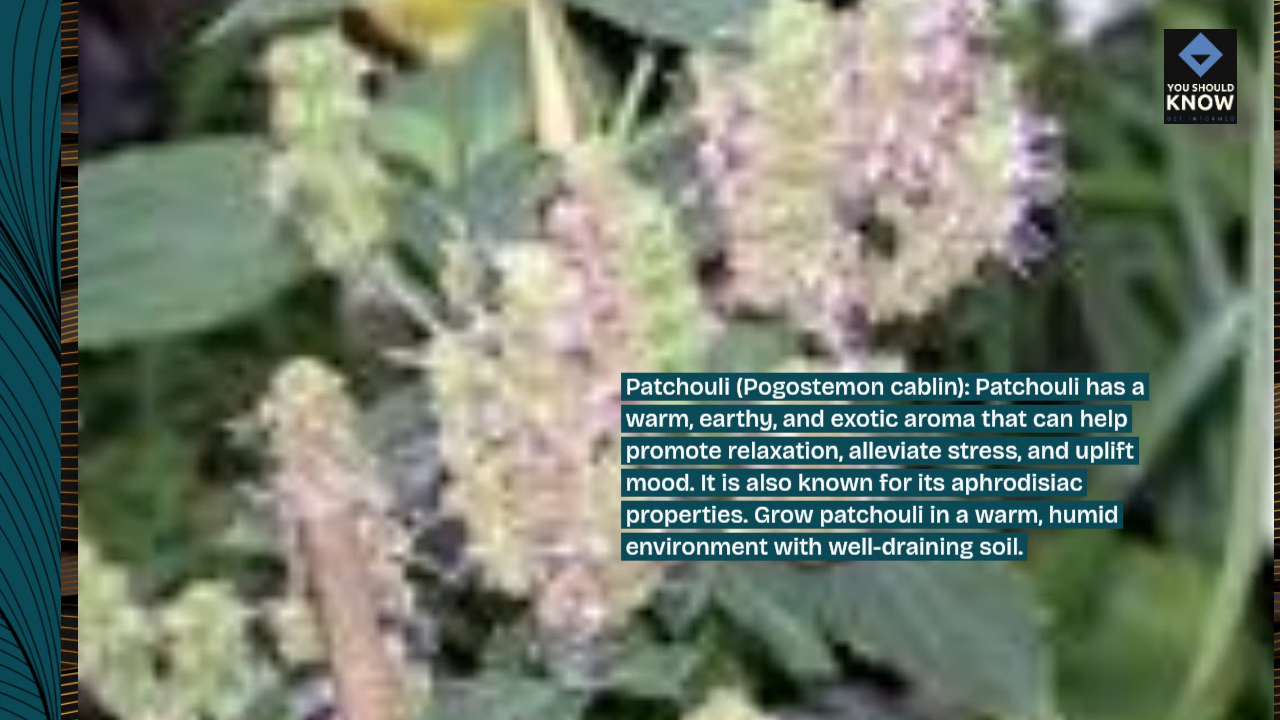 YOU SHOULD
KNOW
GET INFORMED
Patchouli (Pogostemon cablin): Patchouli has a
warm, earthy, and exotic aroma that can help
promote relaxation, alleviate stress, and uplift
mood. It is also known for its aphrodisiac
properties. Grow patchouli in a warm, humid
environment with well-draining soil.